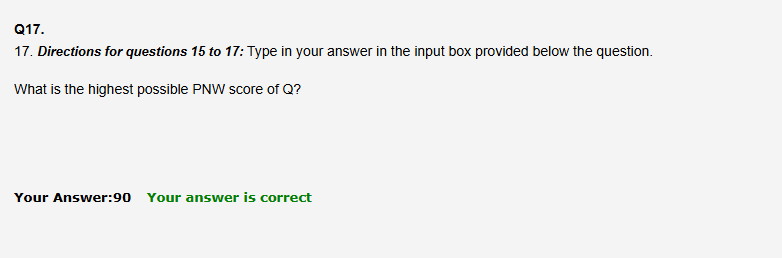 Q17.
17. Directions for questions 15 to 17: Type in your answer in the input box provided below the question.
What is the highest possible PNW score of Q?
Your Answer:90 Your answer is correct